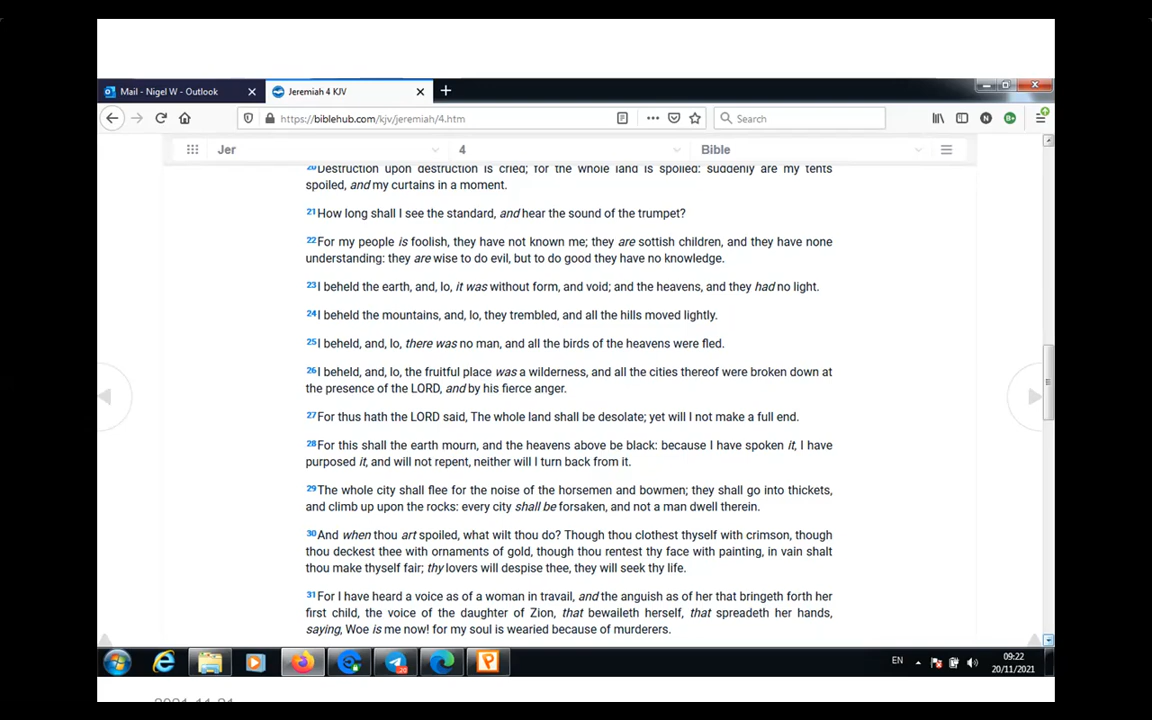 Mail - Nigel W - Outlook
Jeremiah 4 KJV
https://biblehub.com/kjv/jeremiah/4.htm
Search
Jer
4
Bible
20Destruction upon destruction is cried; for the whole land is spoiled: suddenly are my tents
spoiled, and my curtains in a moment.
21How long shall I see the standard, and hear the sound of the trumpet?
22For my people is foolish, they have not known me; they are sottish children, and they have none
understanding: they are wise to do evil, but to do good they have no knowledge.
23I beheld the earth, and, lo, it was without form, and void; and the heavens, and they had no light.
24I beheld the mountains, and, lo, they trembled, and all the hills moved lightly.
25I beheld, and, lo, there was no man, and all the birds of the heavens were fled.
26I beheld, and, lo, the fruitful place was a wilderness, and all the cities thereof were broken down at
the presence of the LORD, and by his fierce anger.
27For thus hath the LORD said, The whole land shall be desolate; yet will I not make a full end.
28For this shall the earth mourn, and the heavens above be black: because I have spoken it, I have
purposed it, and will not repent, neither will I turn back from it.
29The whole city shall flee for the noise of the horsemen and bowmen; they shall go into thickets,
and climb up upon the rocks: every city shall be forsaken, and not a man dwell therein.
30And when thou art spoiled, what wilt thou do? Though thou clothest thyself with crimson, though
thou deckest thee with ornaments of gold, though thou rentest thy face with painting, in vain shalt
thou make thyself fair; thy lovers will despise thee, they will seek thy life.
31For I have heard a voice as of a woman in travail, and the anguish as of her that bringeth forth her
first child, the voice of the daughter of Zion, that bewaileth herself, that spreadeth her hands,
saying, Woe is me now! for my soul is wearied because of murderers.
EN
09:22
20/11/2021